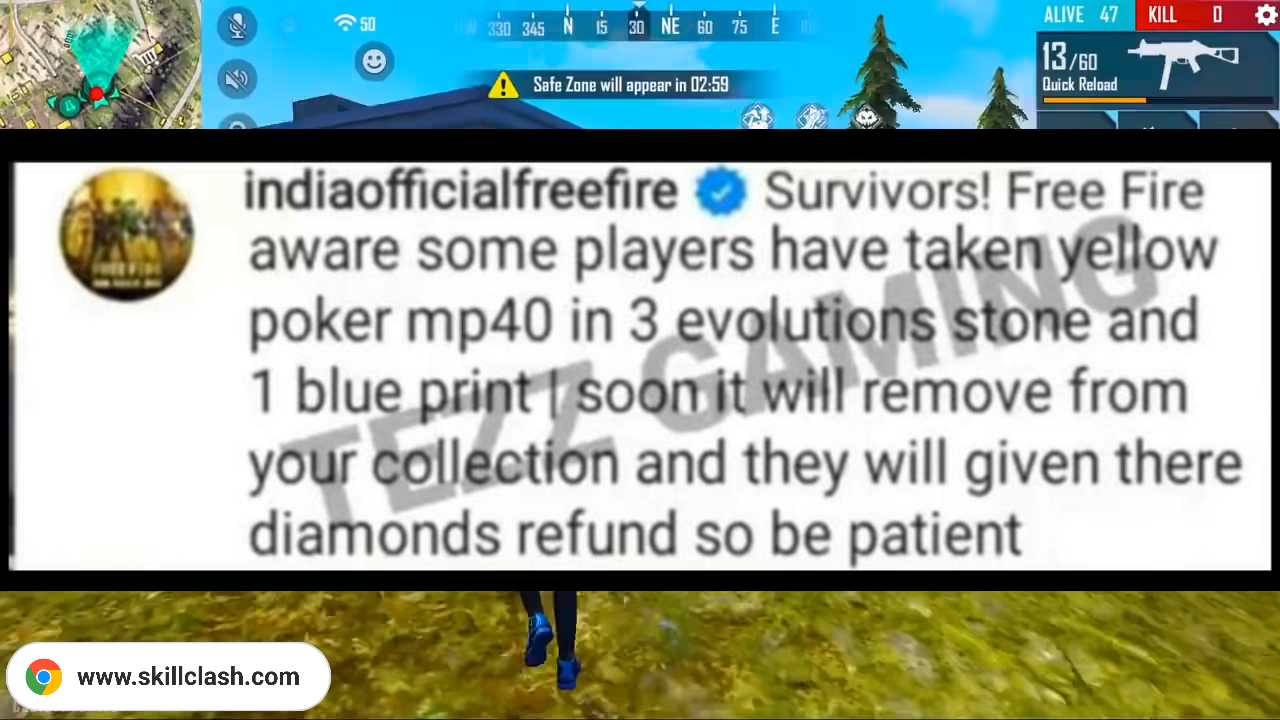 50
330 345 N 15 30 NE 60 75 E
ALIVE 47 KILL 0
13/60
Quick Reload
Safe Zone will appear in 02:59
indiaofficialfreefire Survivors! Free Fire
aware some players have taken yellow
poker mp40 in 3 evolutions stone and
1 blue print | soon it will remove from
your collection and they will given there
diamonds refund so be patient
TEZZ GAMING
www.skillclash.com